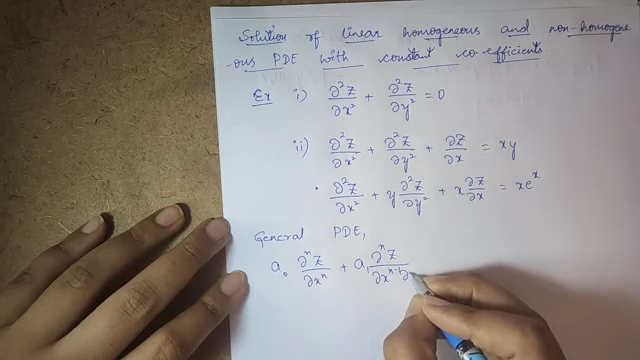 Solution of linear homogeneous and non-homogene
-ous PDE with constant co-efficients.
Ex i) ∂²z/∂x² + ∂²z/∂y² = 0
ii) ∂²z/∂x² + ∂²z/∂y² + ∂z/∂x = xy
• ∂²z/∂x² + y ∂²z/∂y² + x ∂z/∂x = xeˣ
General PDE,
a₀ ∂ⁿz/∂xⁿ + a₁ ∂ⁿz/∂xⁿ⁻¹∂